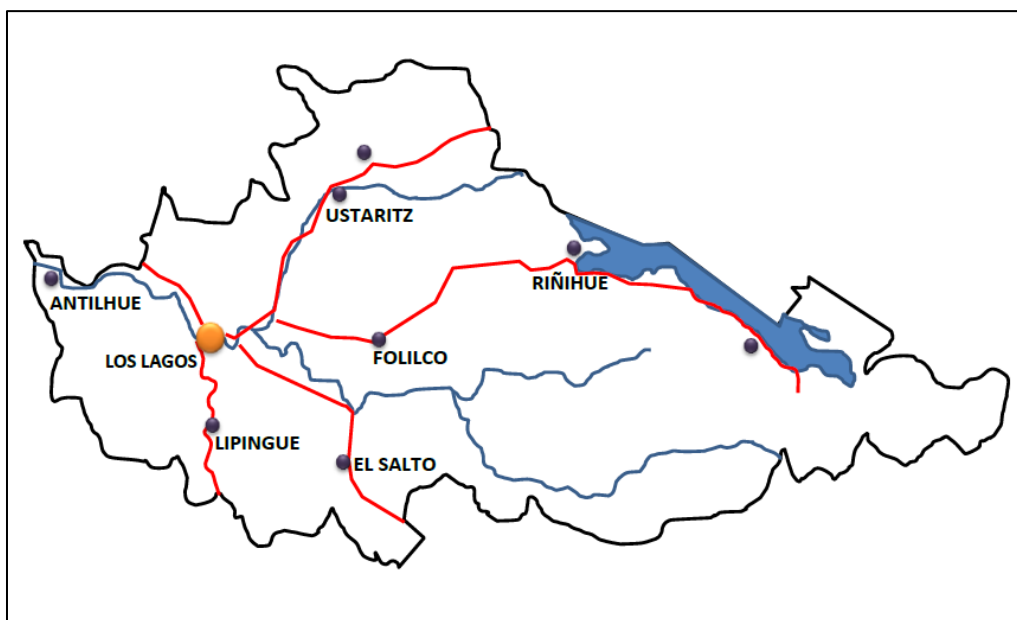 USTARITZ
RIÑIHUE
ANTILHUE
LOS LAGOS
FOLILCO
LIPINGUE
EL SALTO